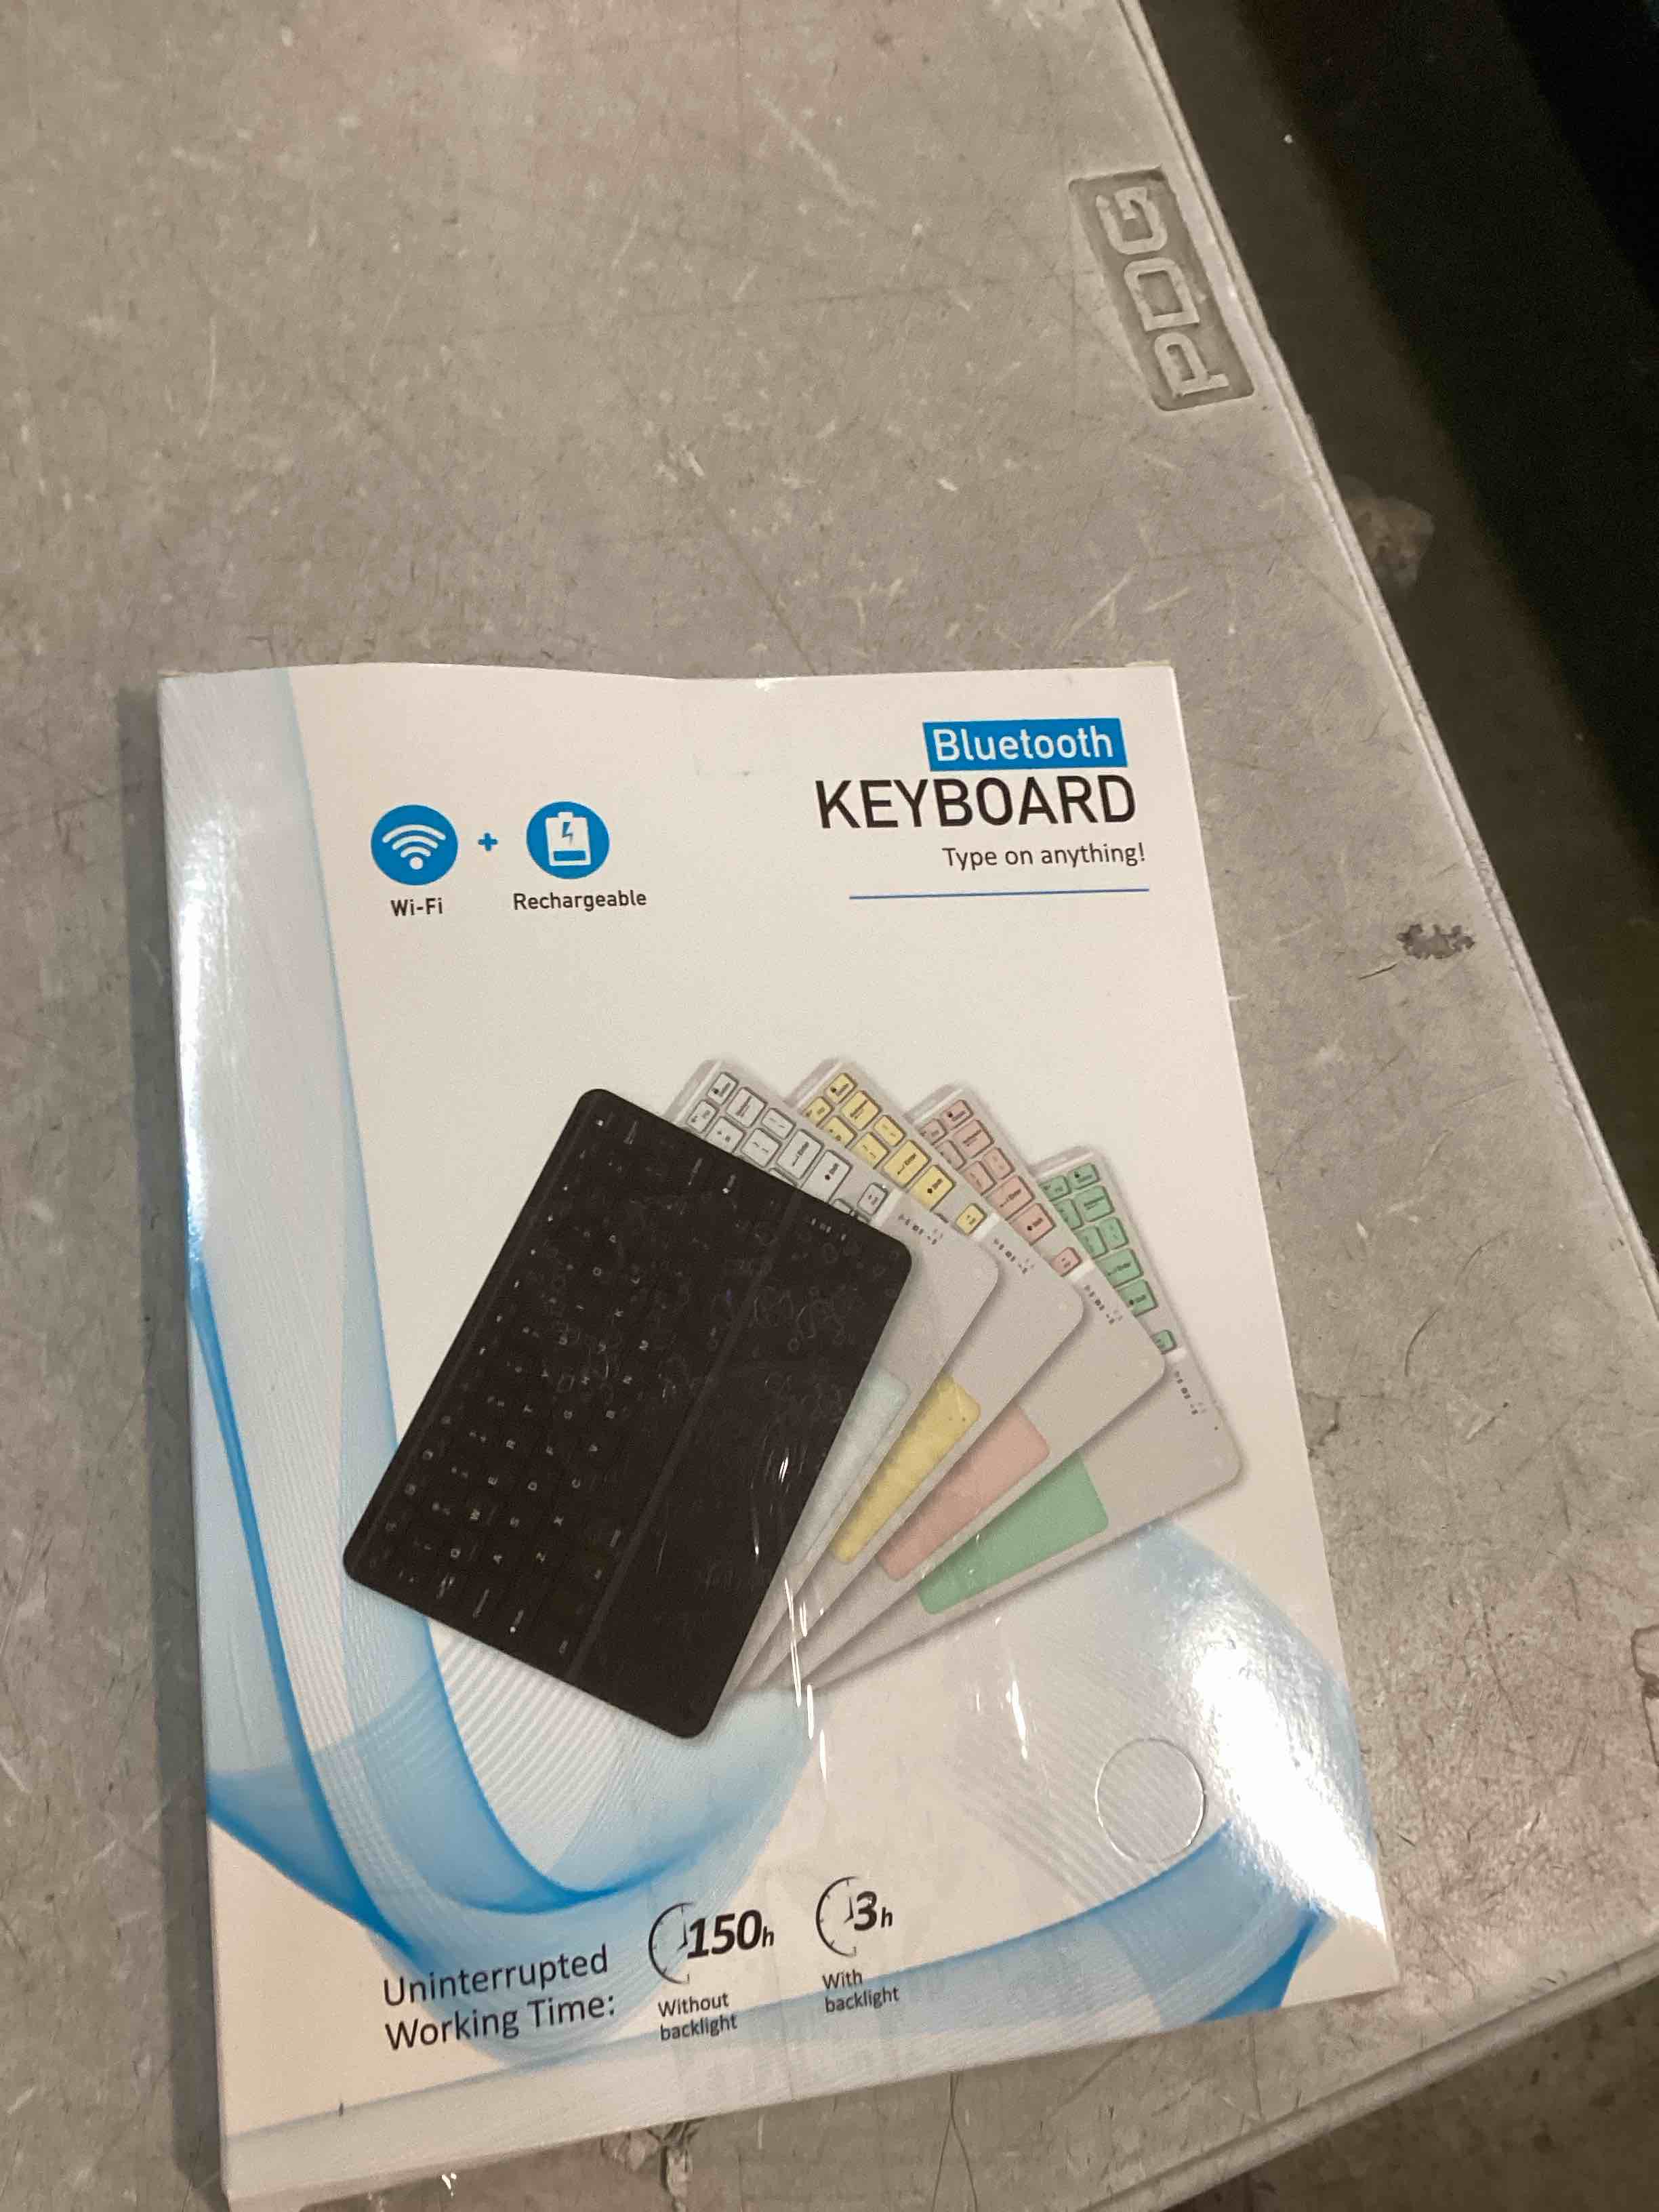 PDG
Bluetooth
KEYBOARD
Type on anything!
Wi-Fi
+
Rechargeable
Uninterrupted
Working Time:
150h
Without
backlight
3h
With
backlight